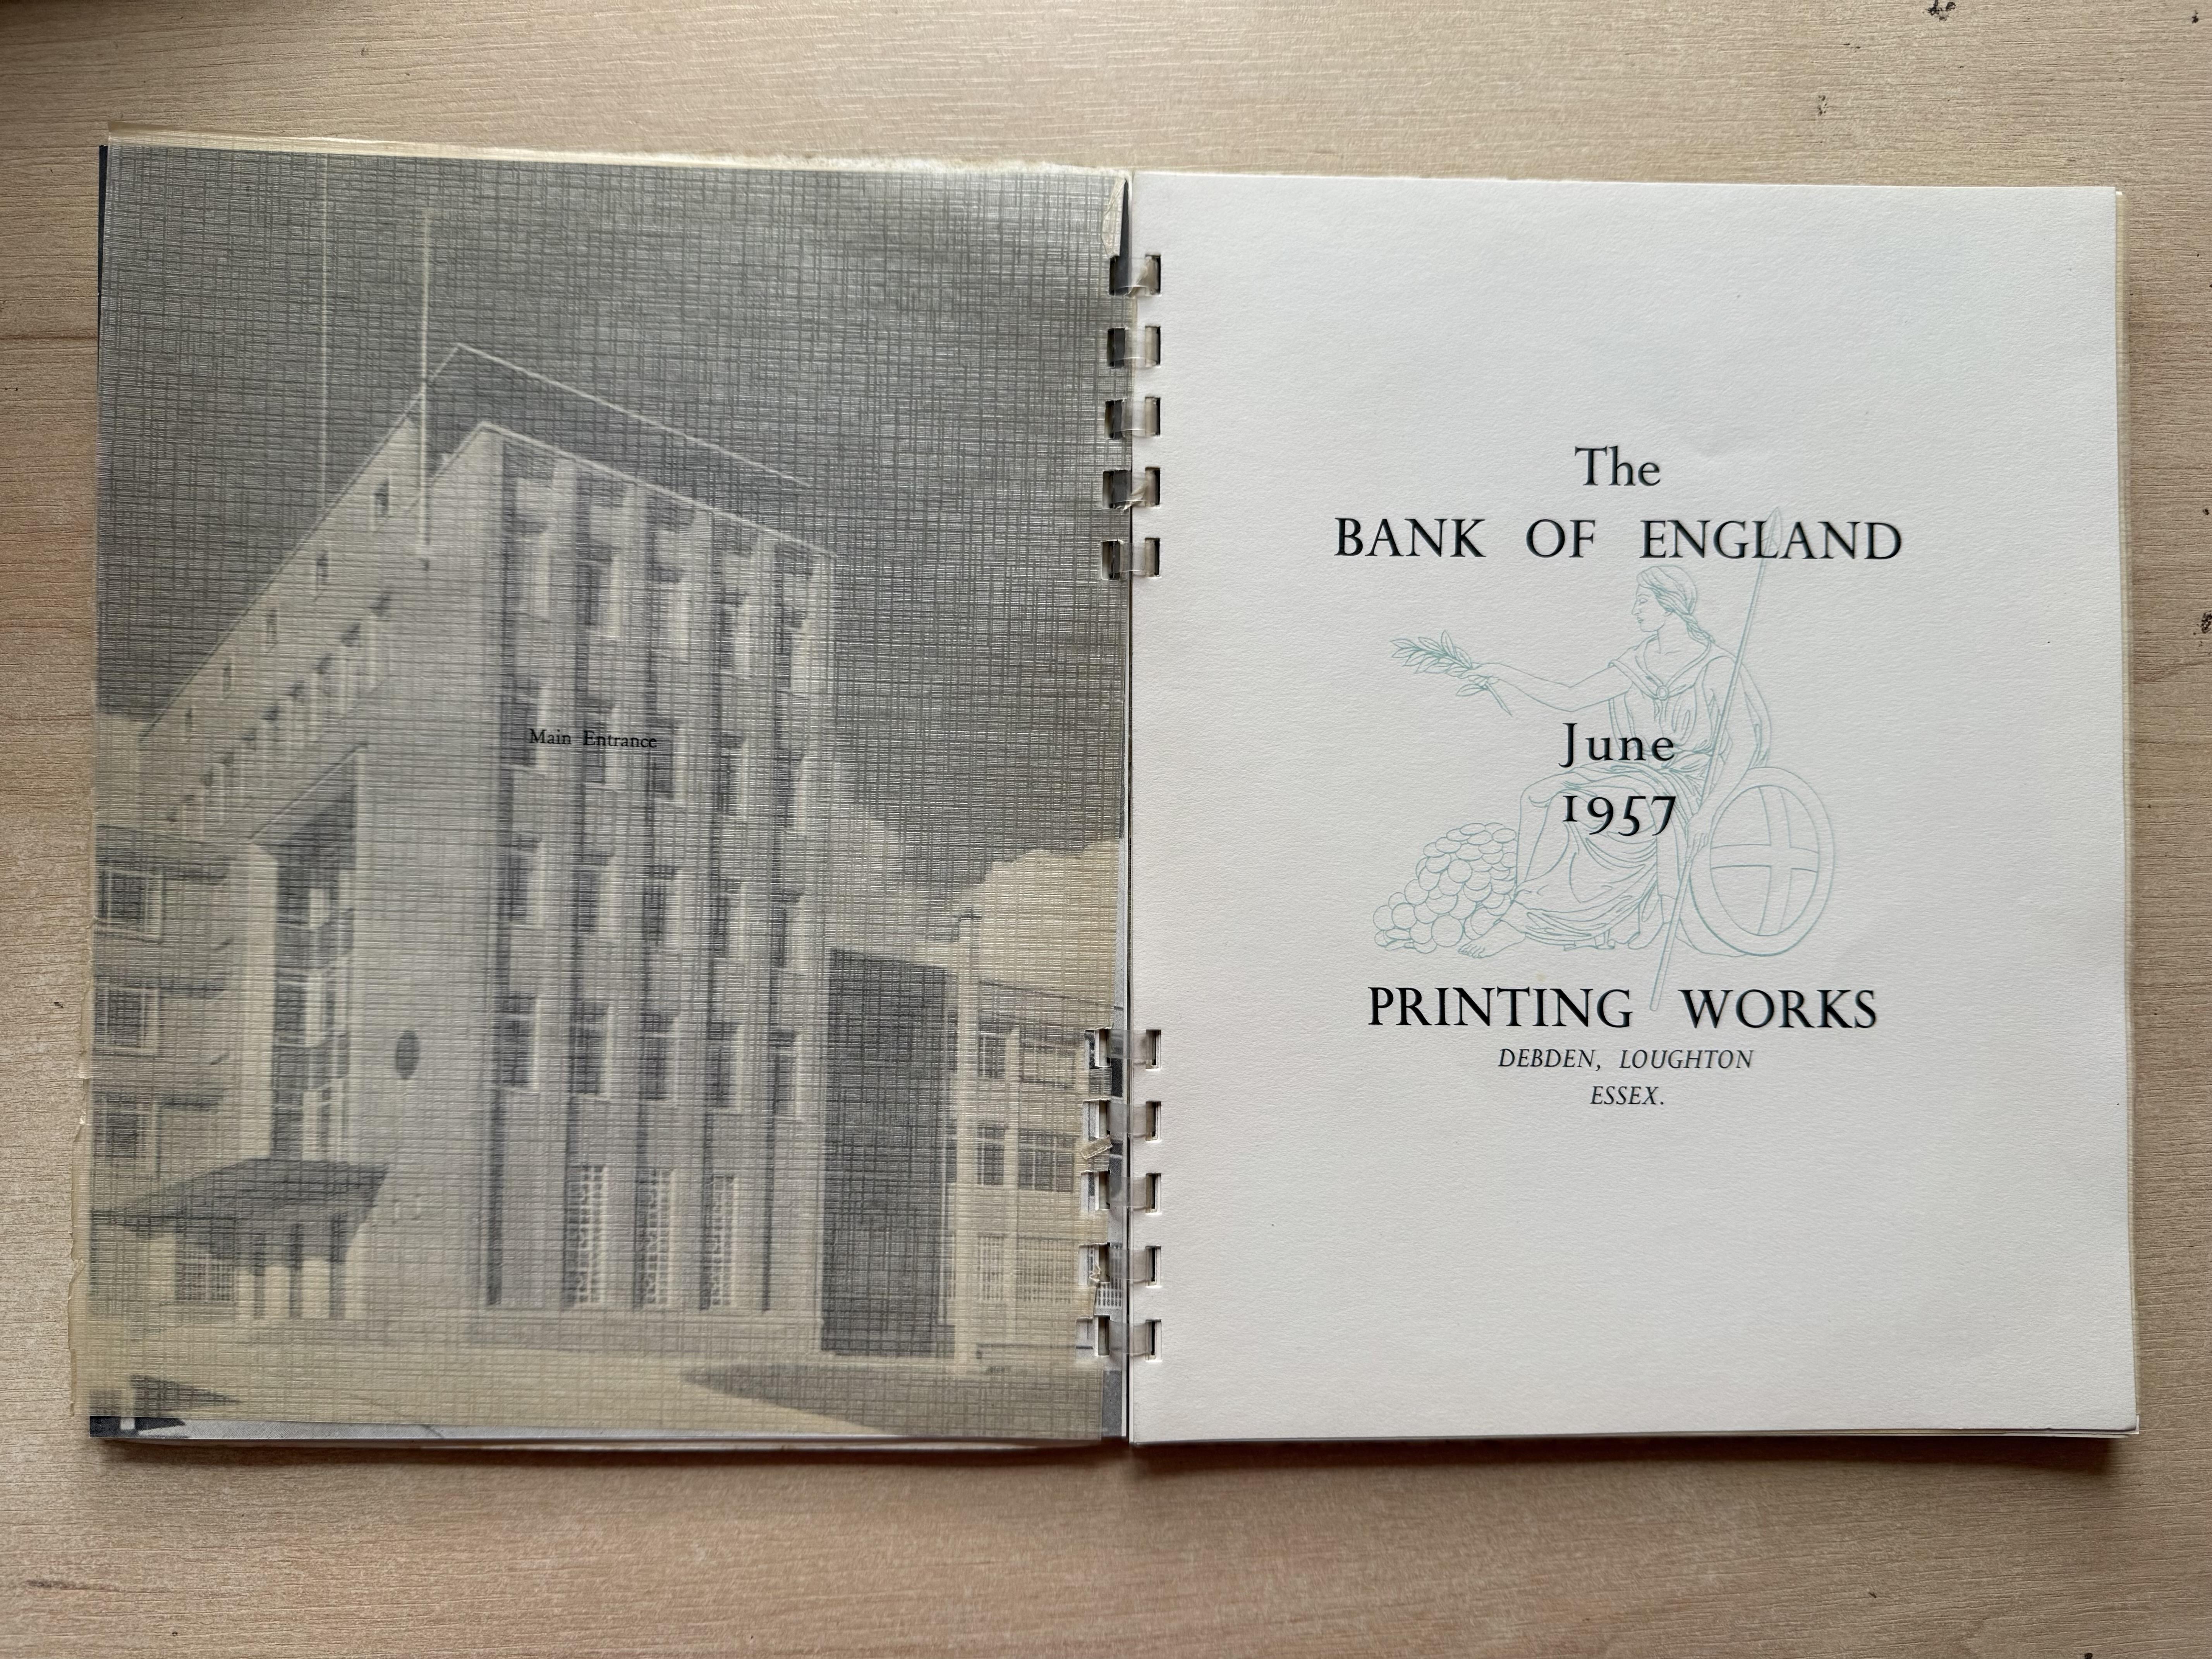 Main Entrance
The
BANK OF ENGLAND
June
1957
PRINTING WORKS
DEBDEN, LOUGHTON
ESSEX.